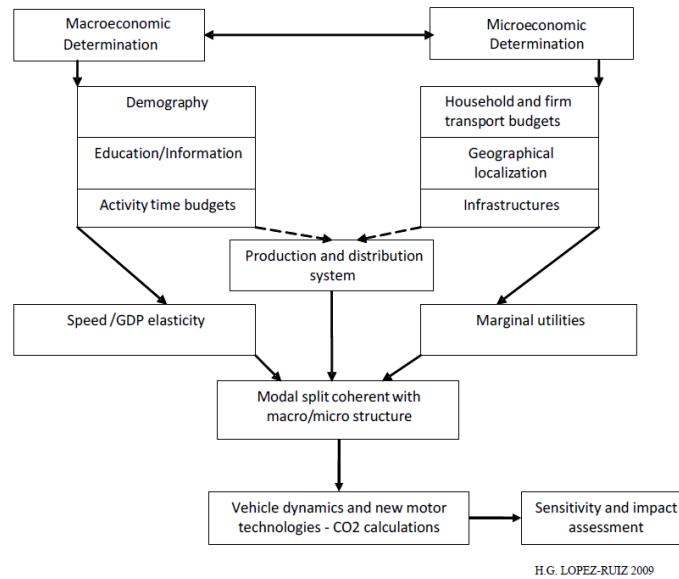 Macroeconomic
Determination
Microeconomic
Determination
Demography
Household and firm
transport budgets
Education/Information
Geographical
localization
Activity time budgets
Infrastructures
Production and distribution
system
Speed /GDP elasticity
Marginal utilities
Modal split coherent with
macro/micro structure
Vehicle dynamics and new motor
technologies - CO2 calculations
Sensitivity and impact
assessment
H.G. LOPEZ-RUIZ 2009